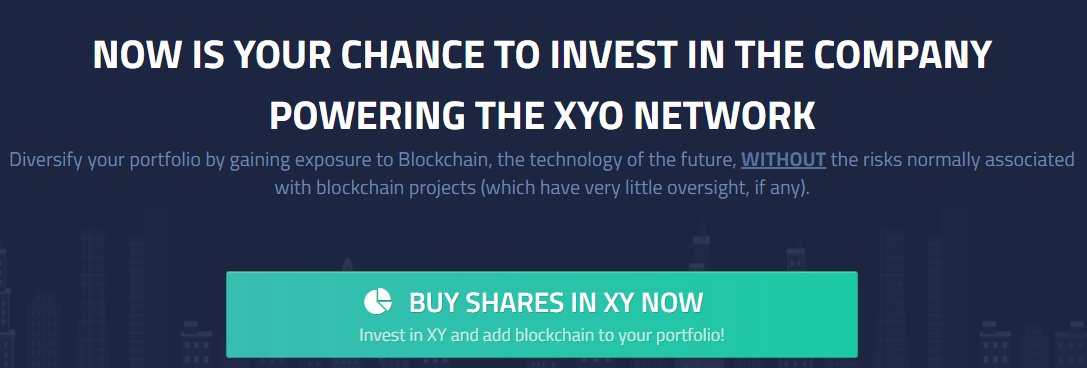 NOW IS YOUR CHANCE TO INVEST IN THE COMPANY
POWERING THE XYO NETWORK
Diversify your portfolio by gaining exposure to Blockchain, the technology of the future, WITHOUT the risks normally associated
with blockchain projects (which have very little oversight, if any).
BUY SHARES IN XY NOW
Invest in XY and add blockchain to your portfolio!